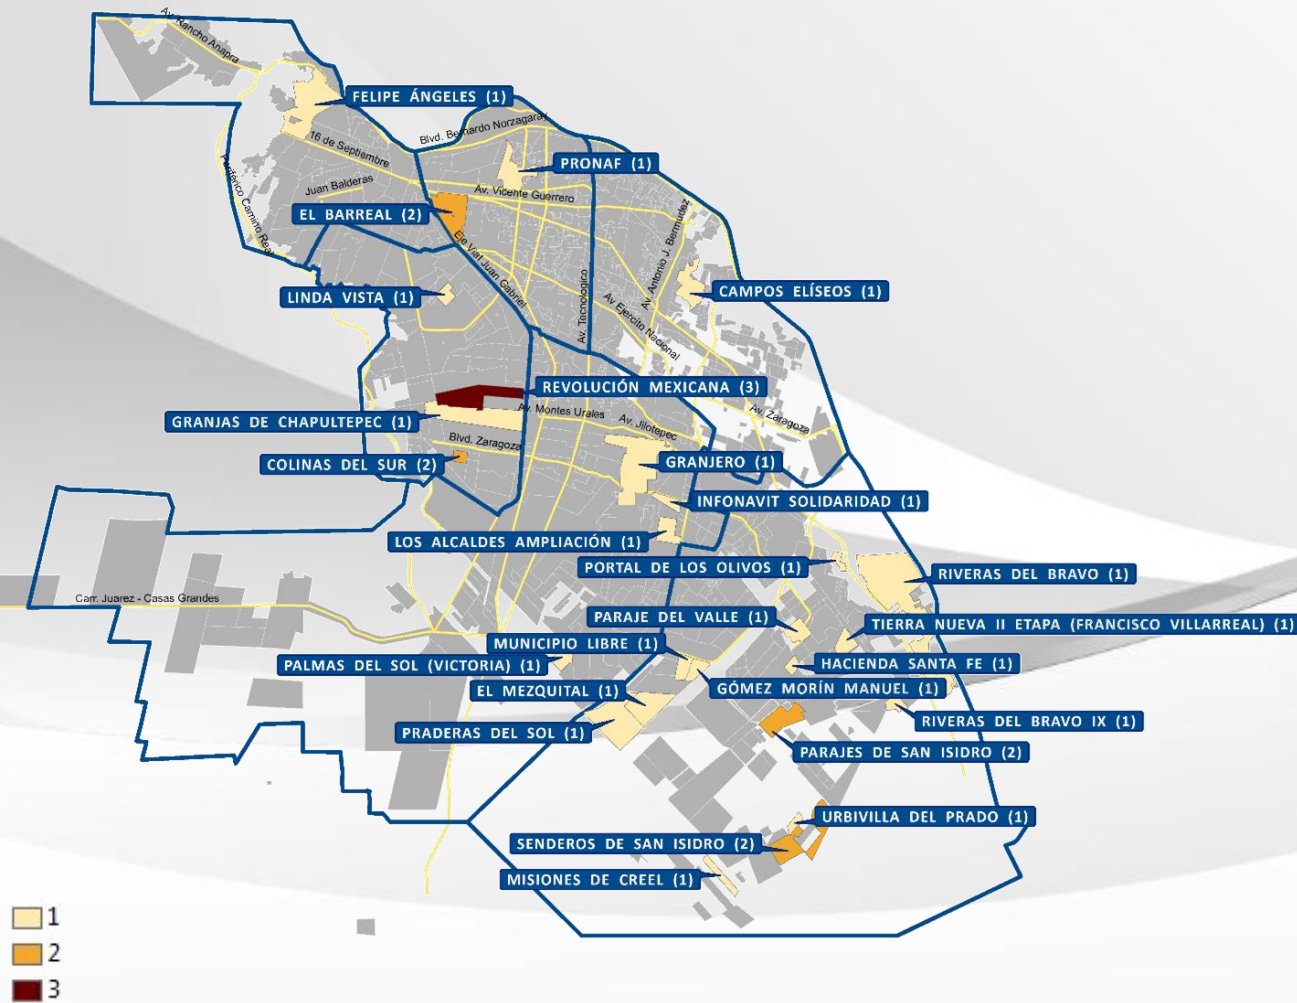 Av. Rancho Anapra
FELIPE ÁNGELES (1)
Blvd. Bernardo Norzagaray
16 de Septiembre
PRONAF (1)
Periférico Camino Real
Juan Balderas
Av. Vicente Guerrero
EL BARREAL (2)
Eje Vial Juan Gabriel
Av. Antonio J. Bermudez
LINDA VISTA (1)
CAMPOS ELÍSEOS (1)
Av. Tecnologico
Av Ejercito Nacional
REVOLUCIÓN MEXICANA (3)
GRANJAS DE CHAPULTEPEC (1)
Av. Montes Urales
Av. Jilotepec
Av. Zaragoza
Blvd. Zaragoza
COLINAS DEL SUR (2)
GRANJERO (1)
INFONAVIT SOLIDARIDAD (1)
LOS ALCALDES AMPLIACIÓN (1)
PORTAL DE LOS OLIVOS (1)
RIVERAS DEL BRAVO (1)
Carr. Juarez - Casas Grandes
PARAJE DEL VALLE (1)
TIERRA NUEVA II ETAPA (FRANCISCO VILLARREAL) (1)
MUNICIPIO LIBRE (1)
PALMAS DEL SOL (VICTORIA) (1)
HACIENDA SANTA FE (1)
EL MEZQUITAL (1)
GÓMEZ MORÍN MANUEL (1)
RIVERAS DEL BRAVO IX (1)
PRADERAS DEL SOL (1)
PARAJES DE SAN ISIDRO (2)
URBIVILLA DEL PRADO (1)
SENDEROS DE SAN ISIDRO (2)
MISIONES DE CREEL (1)
1
2
3